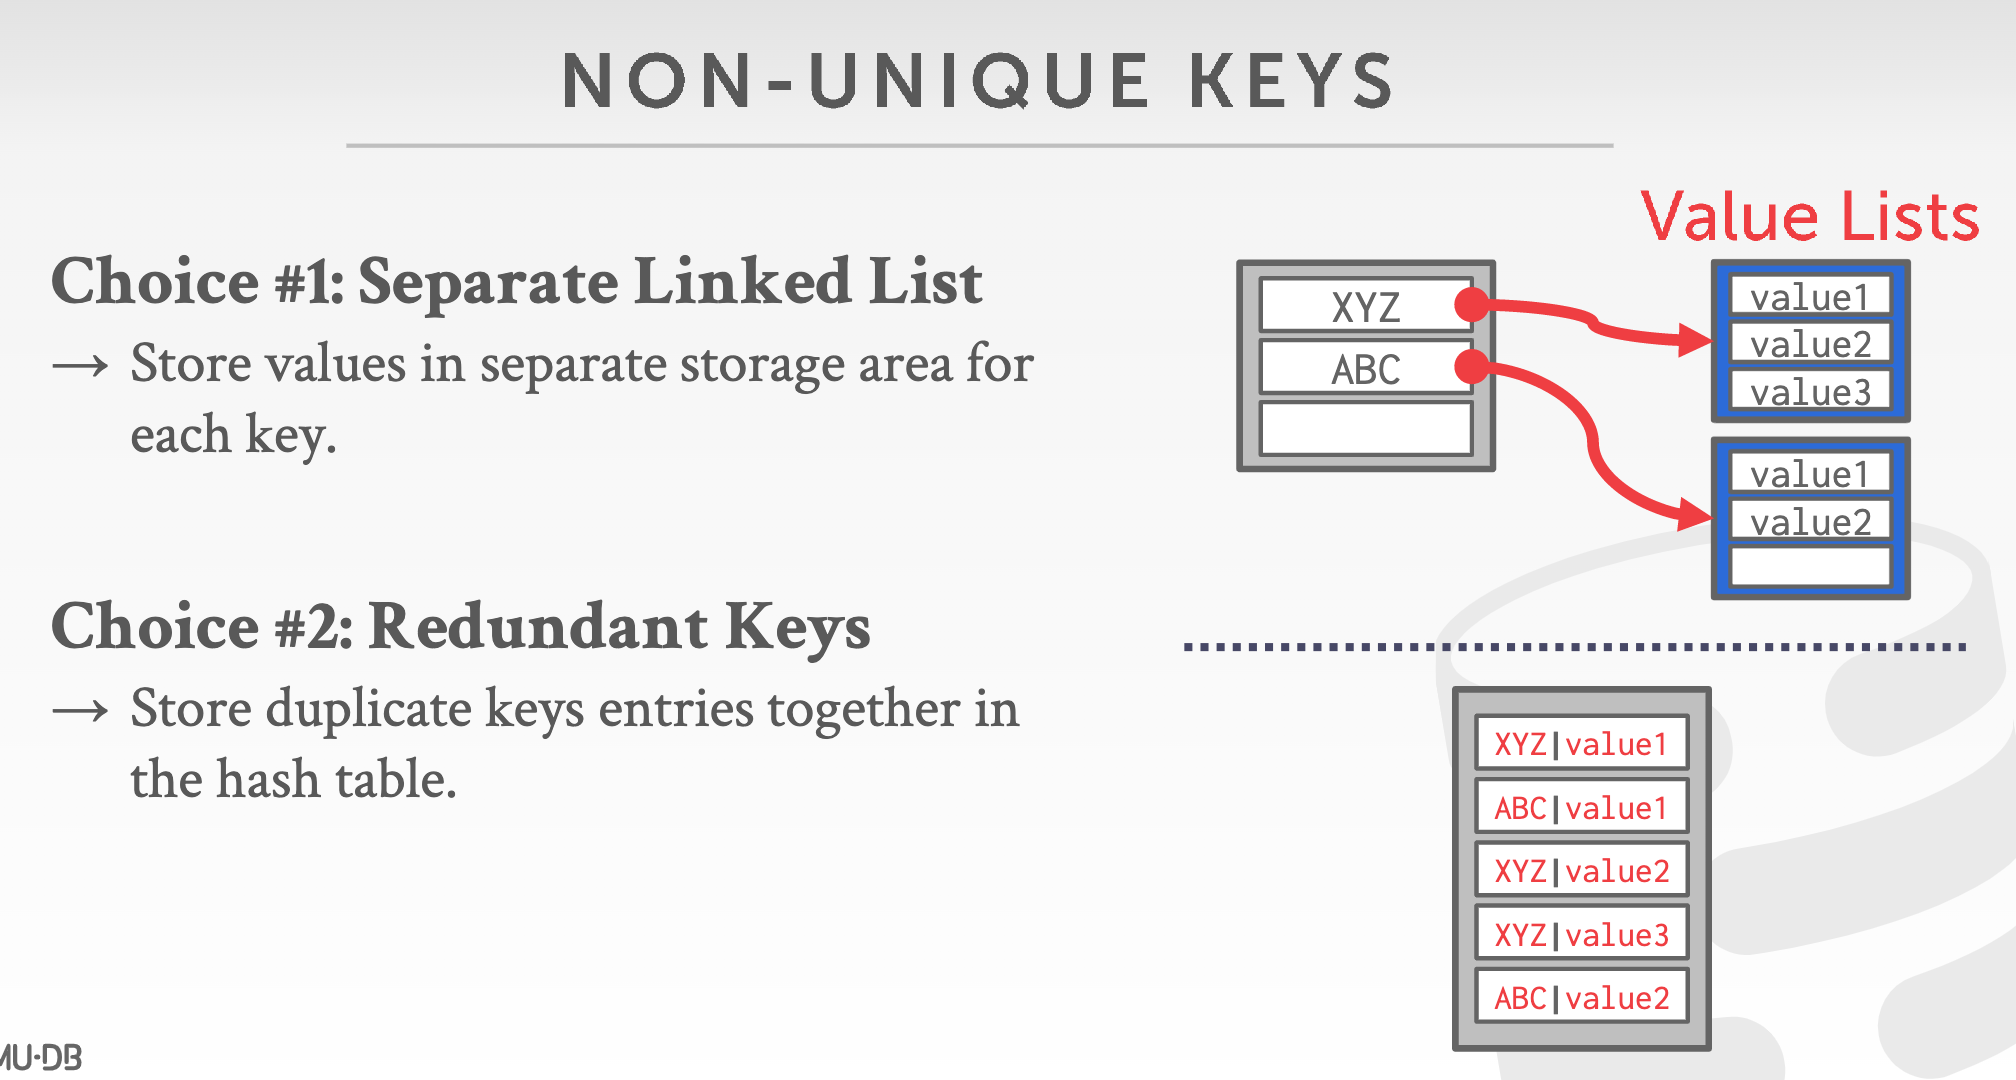 NON-UNIQUE KEYS
Choice #1: Separate Linked List
→ Store values in separate storage area for
each key.
Choice #2: Redundant Keys
→ Store duplicate keys entries together in
the hash table.
Value Lists
XYZ
ABC
value1
value2
value3
value1
value2
XYZ|value1
ABC|value1
XYZ|value2
XYZ|value3
ABC|value2
MU·DB